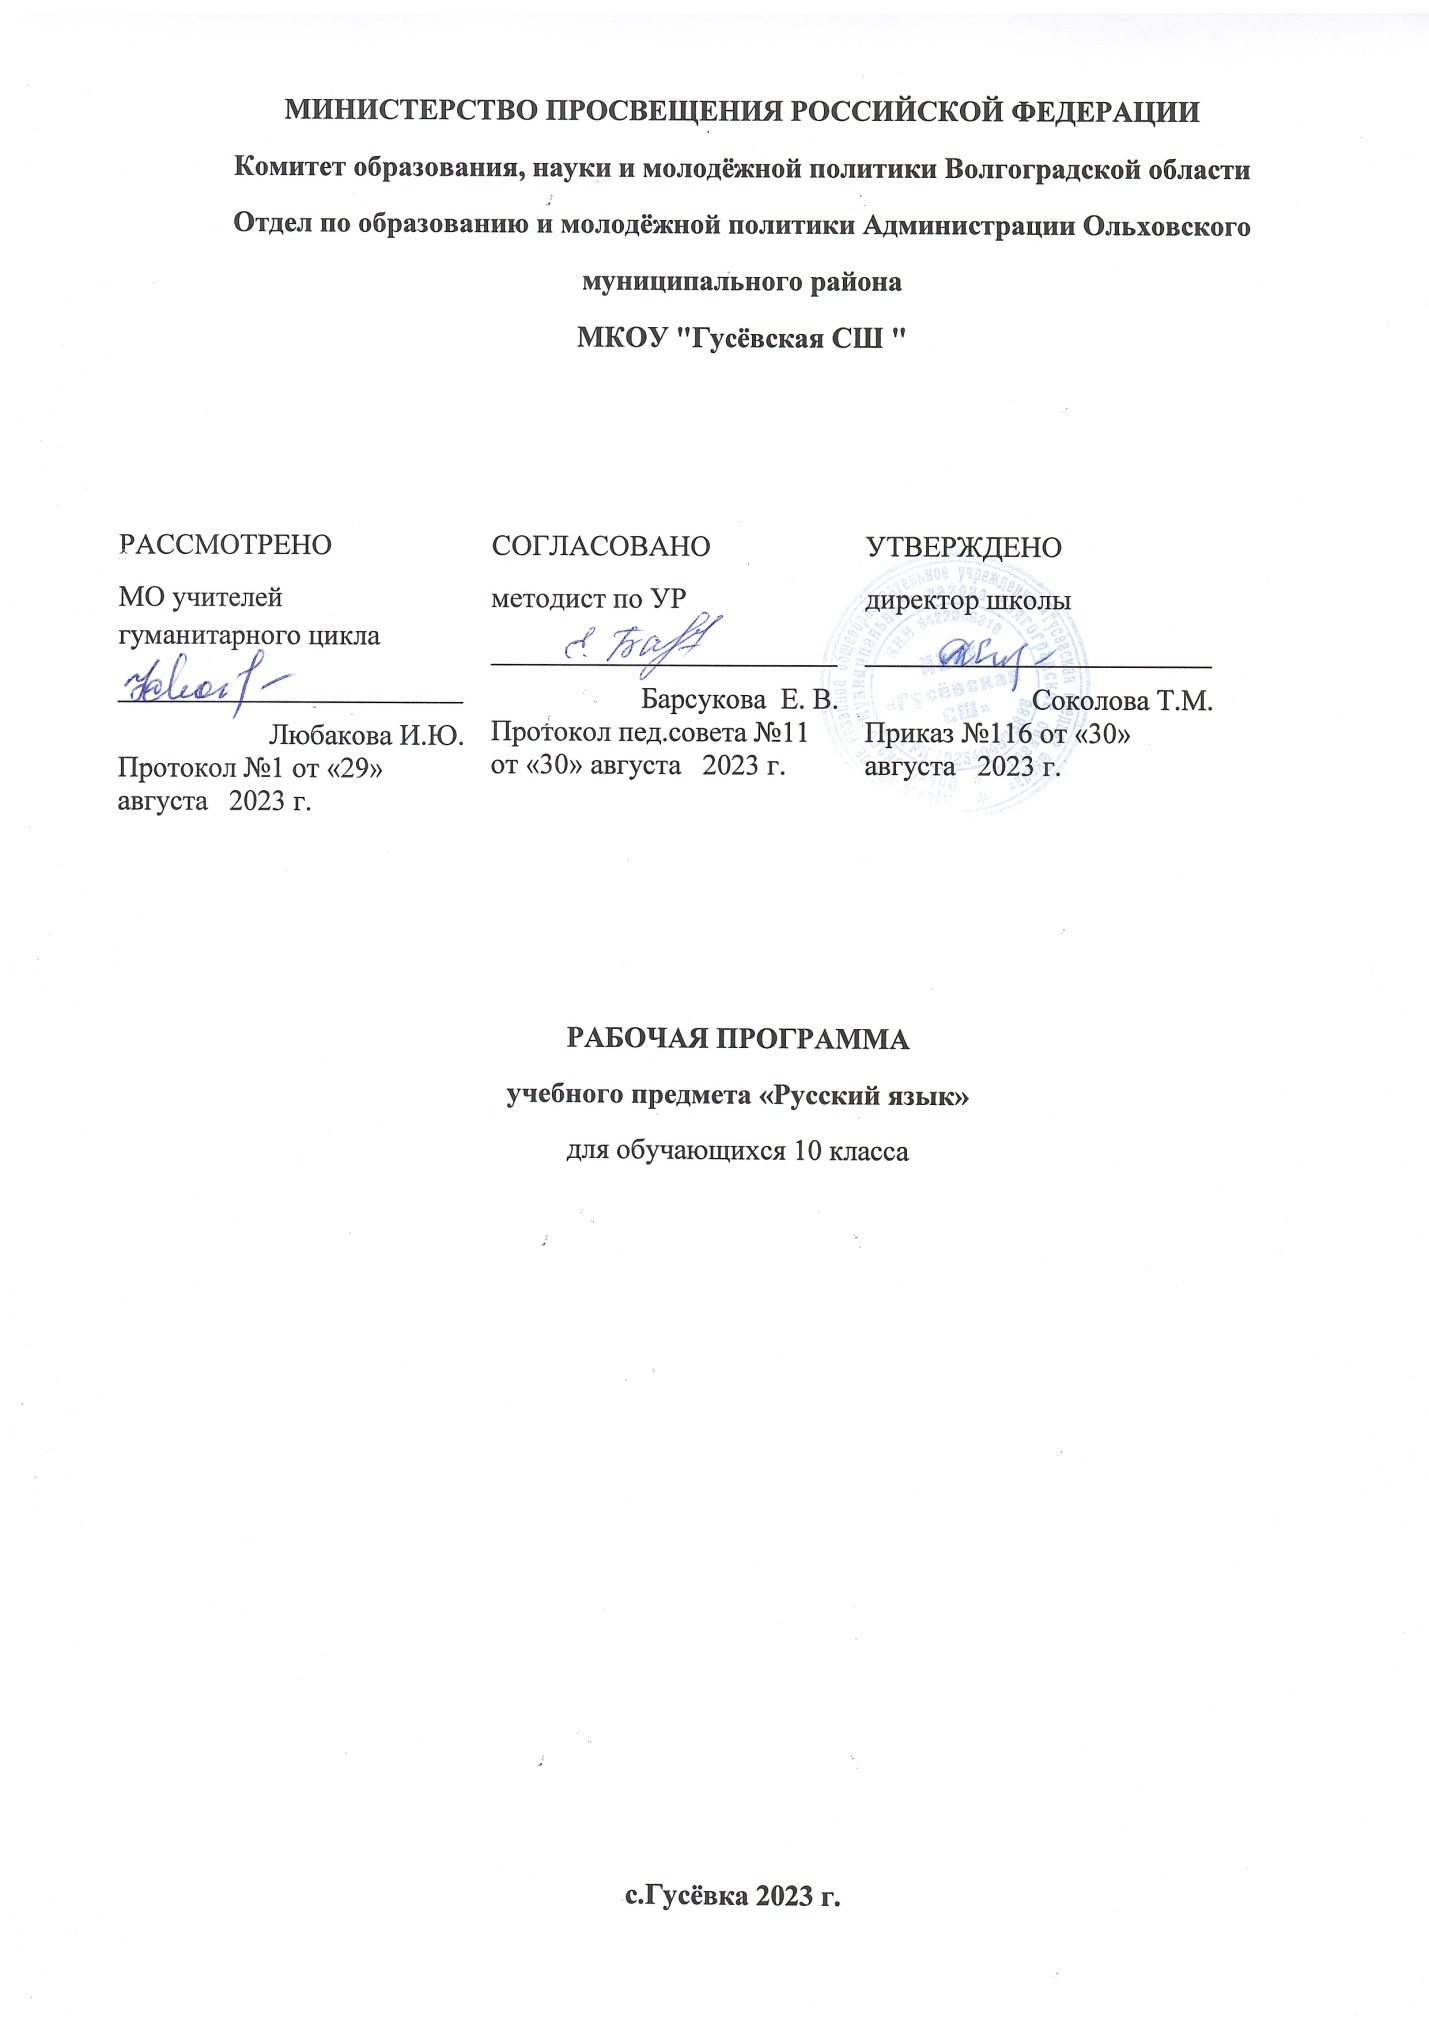 МИНИСТЕРСТВО ПРОСВЕЩЕНИЯ РОССИЙСКОЙ ФЕДЕРАЦИИ
Комитет образования, науки и молодёжной политики Волгоградской области
Отдел по образованию и молодёжной политики Администрации Ольховского
муниципального района
МКОУ "Гусёвская СШ "
РАССМОТРЕНО
МО учителей
гуманитарного цикла
Любакова И.Ю.
Протокол №1 от «29»
августа 2023 г.
СОГЛАСОВАНО
методист по УР
Барсукова Е. В.
Протокол пед.совета №11
от «30» августа 2023 г.
УТВЕРЖДЕНО
директор школы
Соколова Т.М.
Приказ №116 от «30»
августа 2023 г.
«Гусёвская
СШ»
РАБОЧАЯ ПРОГРАММА
учебного предмета «Русский язык»
для обучающихся 10 класса
с.Гусёвка 2023 г.